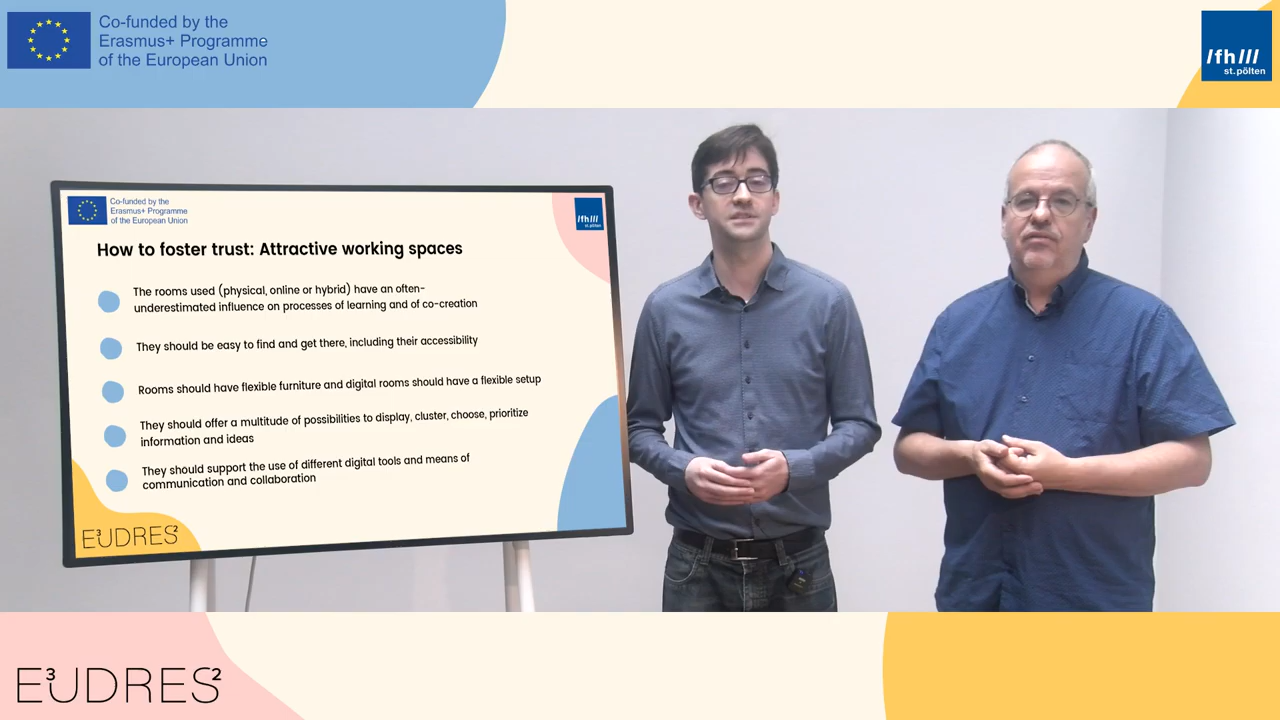 Co-funded by the
Erasmus+ Programme
of the European Union
/fh///
st.pölten
Co-funded by the
Erasmus+ Programme
of the European Union
/fh///
st.pölten
How to foster trust: Attractive working spaces
The rooms used (physical, online or hybrid) have an often-
underestimated influence on processes of learning and of co-creation
They should be easy to find and get there, including their accessibility
Rooms should have flexible furniture and digital rooms should have a flexible setup
They should offer a multitude of possibilities to display, cluster, choose, prioritize
information and ideas
They should support the use of different digital tools and means of
communication and collaboration
E³UDRES²
E³UDRES²